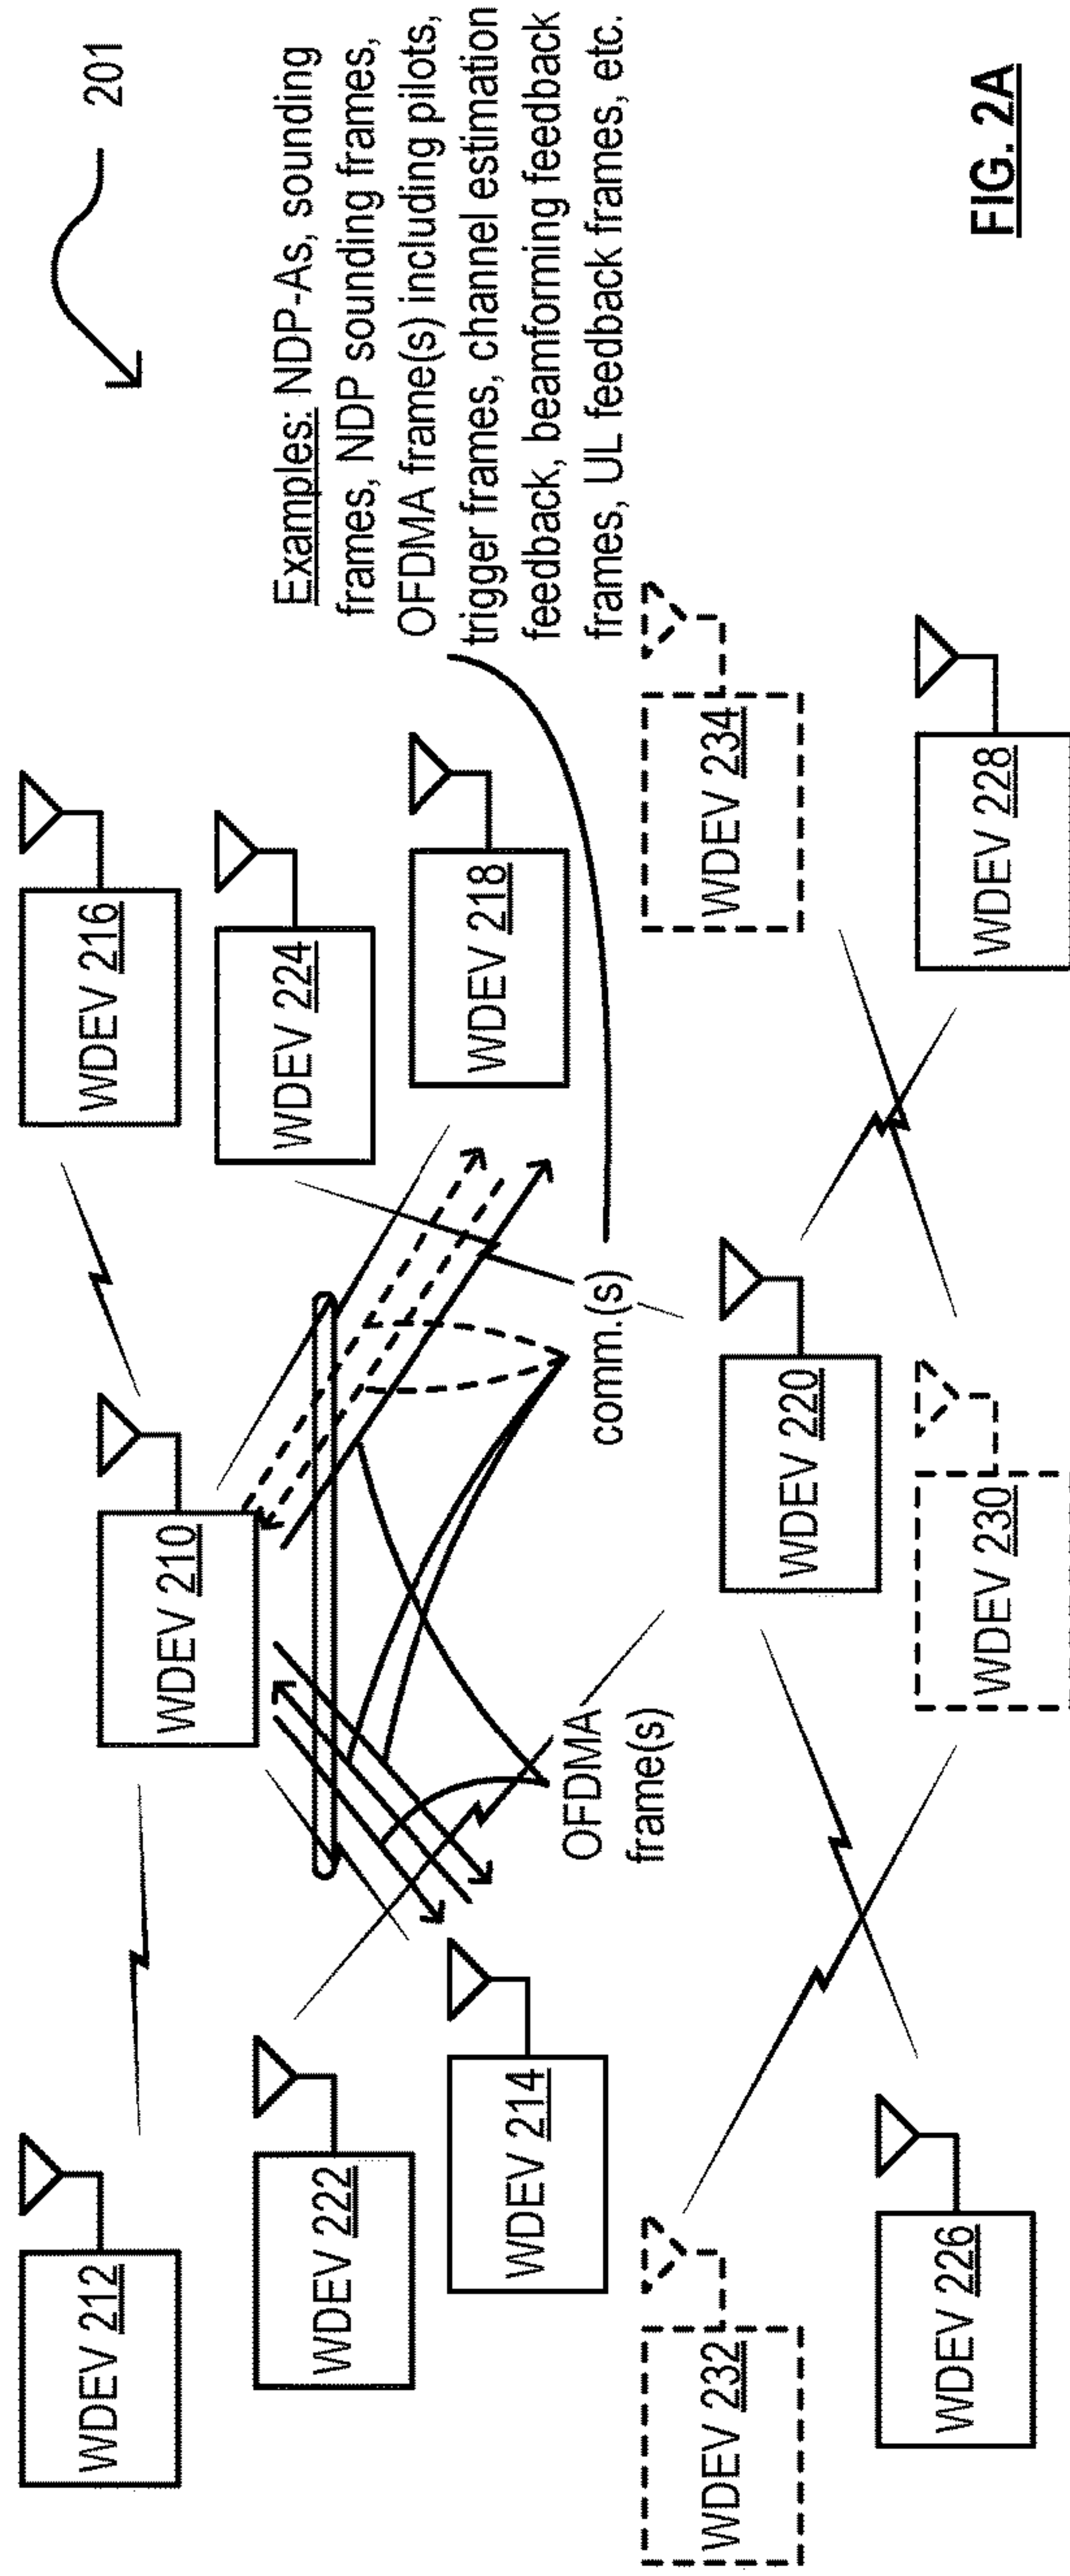 201
Examples: NDP-As, sounding
frames, NDP sounding frames,
OFDMA frame(s) including pilots,
trigger frames, channel estimation
feedback, beamforming feedback
frames, UL feedback frames, etc.
WDEV 212
WDEV 210
WDEV 216
WDEV 222
WDEV 224
WDEV 214
WDEV 218
OFDMA
frame(s)
comm.(s)
WDEV 232
WDEV 220
WDEV 234
WDEV 226
WDEV 230
WDEV 228
FIG. 2A